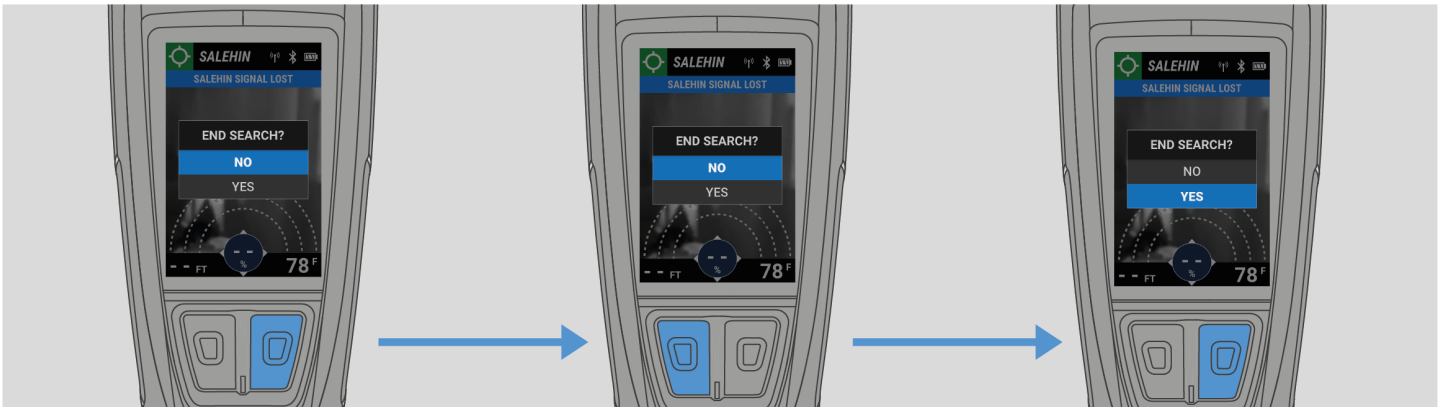 SALEHIN
SALEHIN SIGNAL LOST
END SEARCH?
NO
YES
-- FT
--
%
78 F
SALEHIN
SALEHIN SIGNAL LOST
END SEARCH?
NO
YES
-- FT
--
%
78 F
SALEHIN
SALEHIN SIGNAL LOST
END SEARCH?
NO
YES
-- FT
--
%
78 F